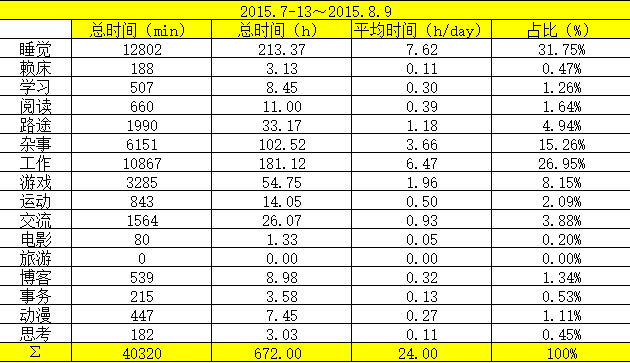 2015.7-13～2015.8.9
总时间（min） 总时间（h） 平均时间（h/day） 占比（%）
睡觉 12802 213.37 7.62 31.75%
赖床 188 3.13 0.11 0.47%
学习 507 8.45 0.30 1.26%
阅读 660 11.00 0.39 1.64%
路途 1990 33.17 1.18 4.94%
杂事 6151 102.52 3.66 15.26%
工作 10867 181.12 6.47 26.95%
游戏 3285 54.75 1.96 8.15%
运动 843 14.05 0.50 2.09%
交流 1564 26.07 0.93 3.88%
电影 80 1.33 0.05 0.20%
旅游 0 0.00 0.00 0.00%
博客 539 8.98 0.32 1.34%
事务 215 3.58 0.13 0.53%
动漫 447 7.45 0.27 1.11%
思考 182 3.03 0.11 0.45%
Σ 40320 672.00 24.00 100%